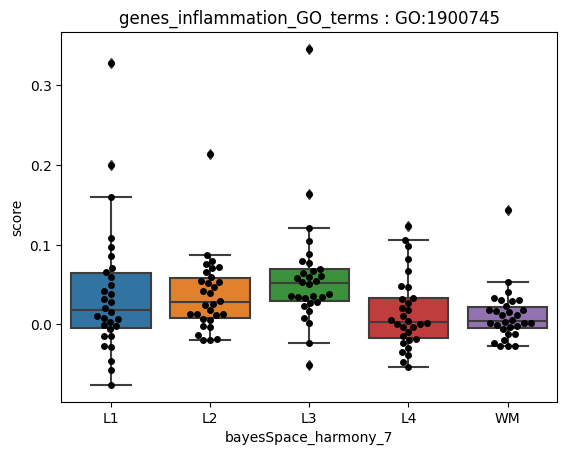 genes_inflammation_GO_terms : GO:1900745
score
0.3
0.2
0.1
0.0
L1 L2 L3 L4 WM
bayesSpace_harmony_7